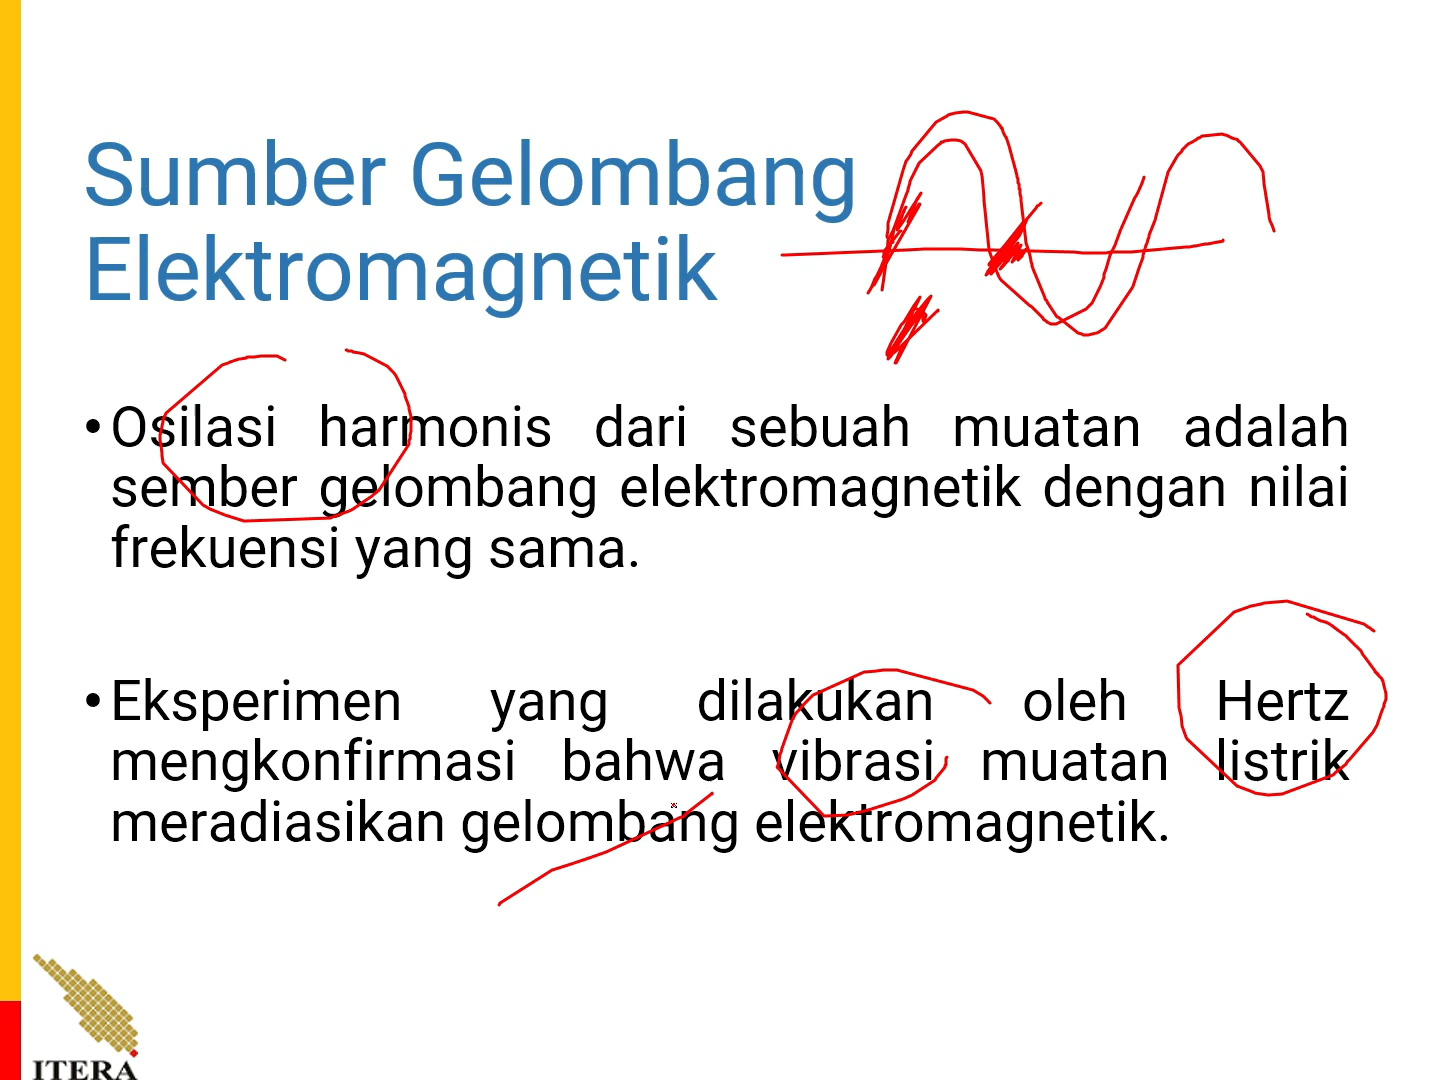 Sumber Gelombang
Elektromagnetik
• Osilasi harmonis dari sebuah muatan adalah
sember gelombang elektromagnetik dengan nilai
frekuensi yang sama.
• Eksperimen yang dilakukan oleh Hertz
mengkonfirmasi bahwa vibrasi muatan listrik
meradiasikan gelombang elektromagnetik.
ITERA